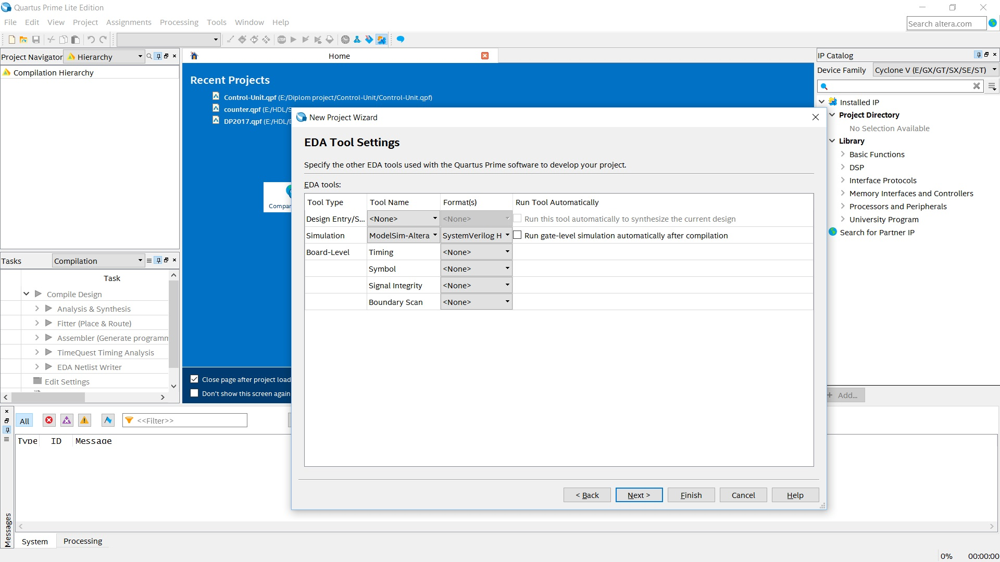 Quartus Prime Lite Edition
File Edit View Project Assignments Processing Tools Window Help
Search altera.com
Project Navigator Hierarchy
Compilation Hierarchy
Home
Recent Projects
Control-Unit.qpf (E:/Diplom project/Control-Unit/Control-Unit.qpf)
counter.qpf (E:/HDL/S
DP2017.qpf (E:/HDL/D
Compar
Close page after project load
Don't show this screen again
IP Catalog
Device Family Cyclone V (E/GX/GT/SX/SE/ST)
Installed IP
Project Directory
No Selection Available
Library
Basic Functions
DSP
Interface Protocols
Memory Interfaces and Controllers
Processors and Peripherals
University Program
Search for Partner IP
+ Add...
Tasks Compilation
Task
Compile Design
Analysis & Synthesis
Fitter (Place & Route)
Assembler (Generate programm
TimeQuest Timing Analysis
EDA Netlist Writer
Edit Settings
New Project Wizard
EDA Tool Settings
Specify the other EDA tools used with the Quartus Prime software to develop your project.
EDA tools:
Tool Type Tool Name Format(s) Run Tool Automatically
Design Entry/S... <None> <None> Run this tool automatically to synthesize the current design
Simulation ModelSim-Altera SystemVerilog H Run gate-level simulation automatically after compilation
Board-Level Timing <None>
Symbol <None>
Signal Integrity <None>
Boundary Scan <None>
< Back Next > Finish Cancel Help
All <<Filter>>
Type ID Message
Messages
System Processing
0% 00:00:00